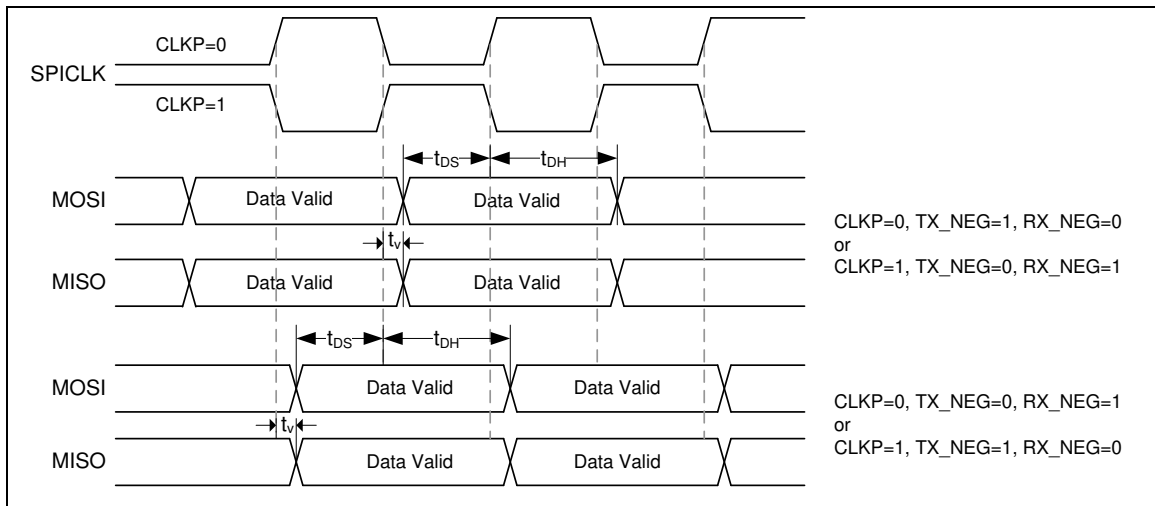 CLKP=0
SPICLK
CLKP=1
tDS tDH
MOSI Data Valid Data Valid
CLKP=0, TX_NEG=1, RX_NEG=0
or
CLKP=1, TX_NEG=0, RX_NEG=1
tv
MISO Data Valid Data Valid
tDS tDH
MOSI Data Valid Data Valid
CLKP=0, TX_NEG=0, RX_NEG=1
or
CLKP=1, TX_NEG=1, RX_NEG=0
tv
MISO Data Valid Data Valid